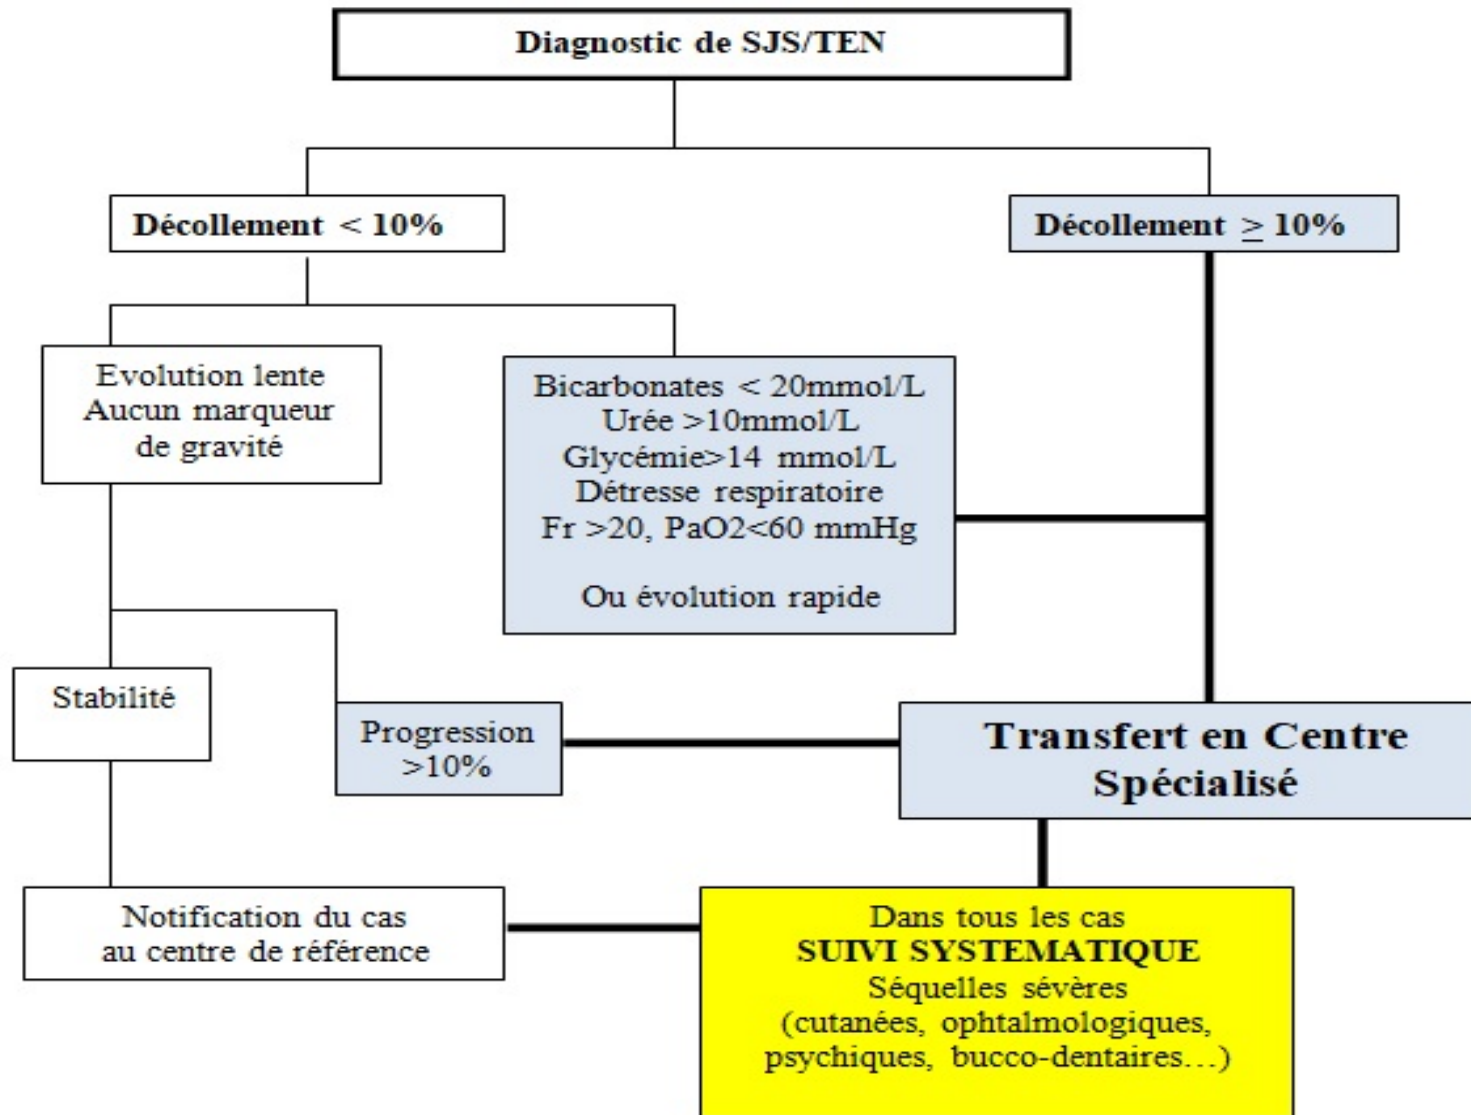 Diagnostic de SJS/TEN
Décollement < 10%
Décollement ≥ 10%
Evolution lente
Aucun marqueur
de gravité
Bicarbonates < 20mmol/L
Urée >10mmol/L
Glycémie>14 mmol/L
Détresse respiratoire
Fr >20, PaO2<60 mmHg
Ou évolution rapide
Stabilité
Progression
>10%
Transfert en Centre
Spécialisé
Notification du cas
au centre de référence
Dans tous les cas
SUIVI SYSTEMATIQUE
Séquelles sévères
(cutanées, ophtalmologiques,
psychiques, bucco-dentaires…)